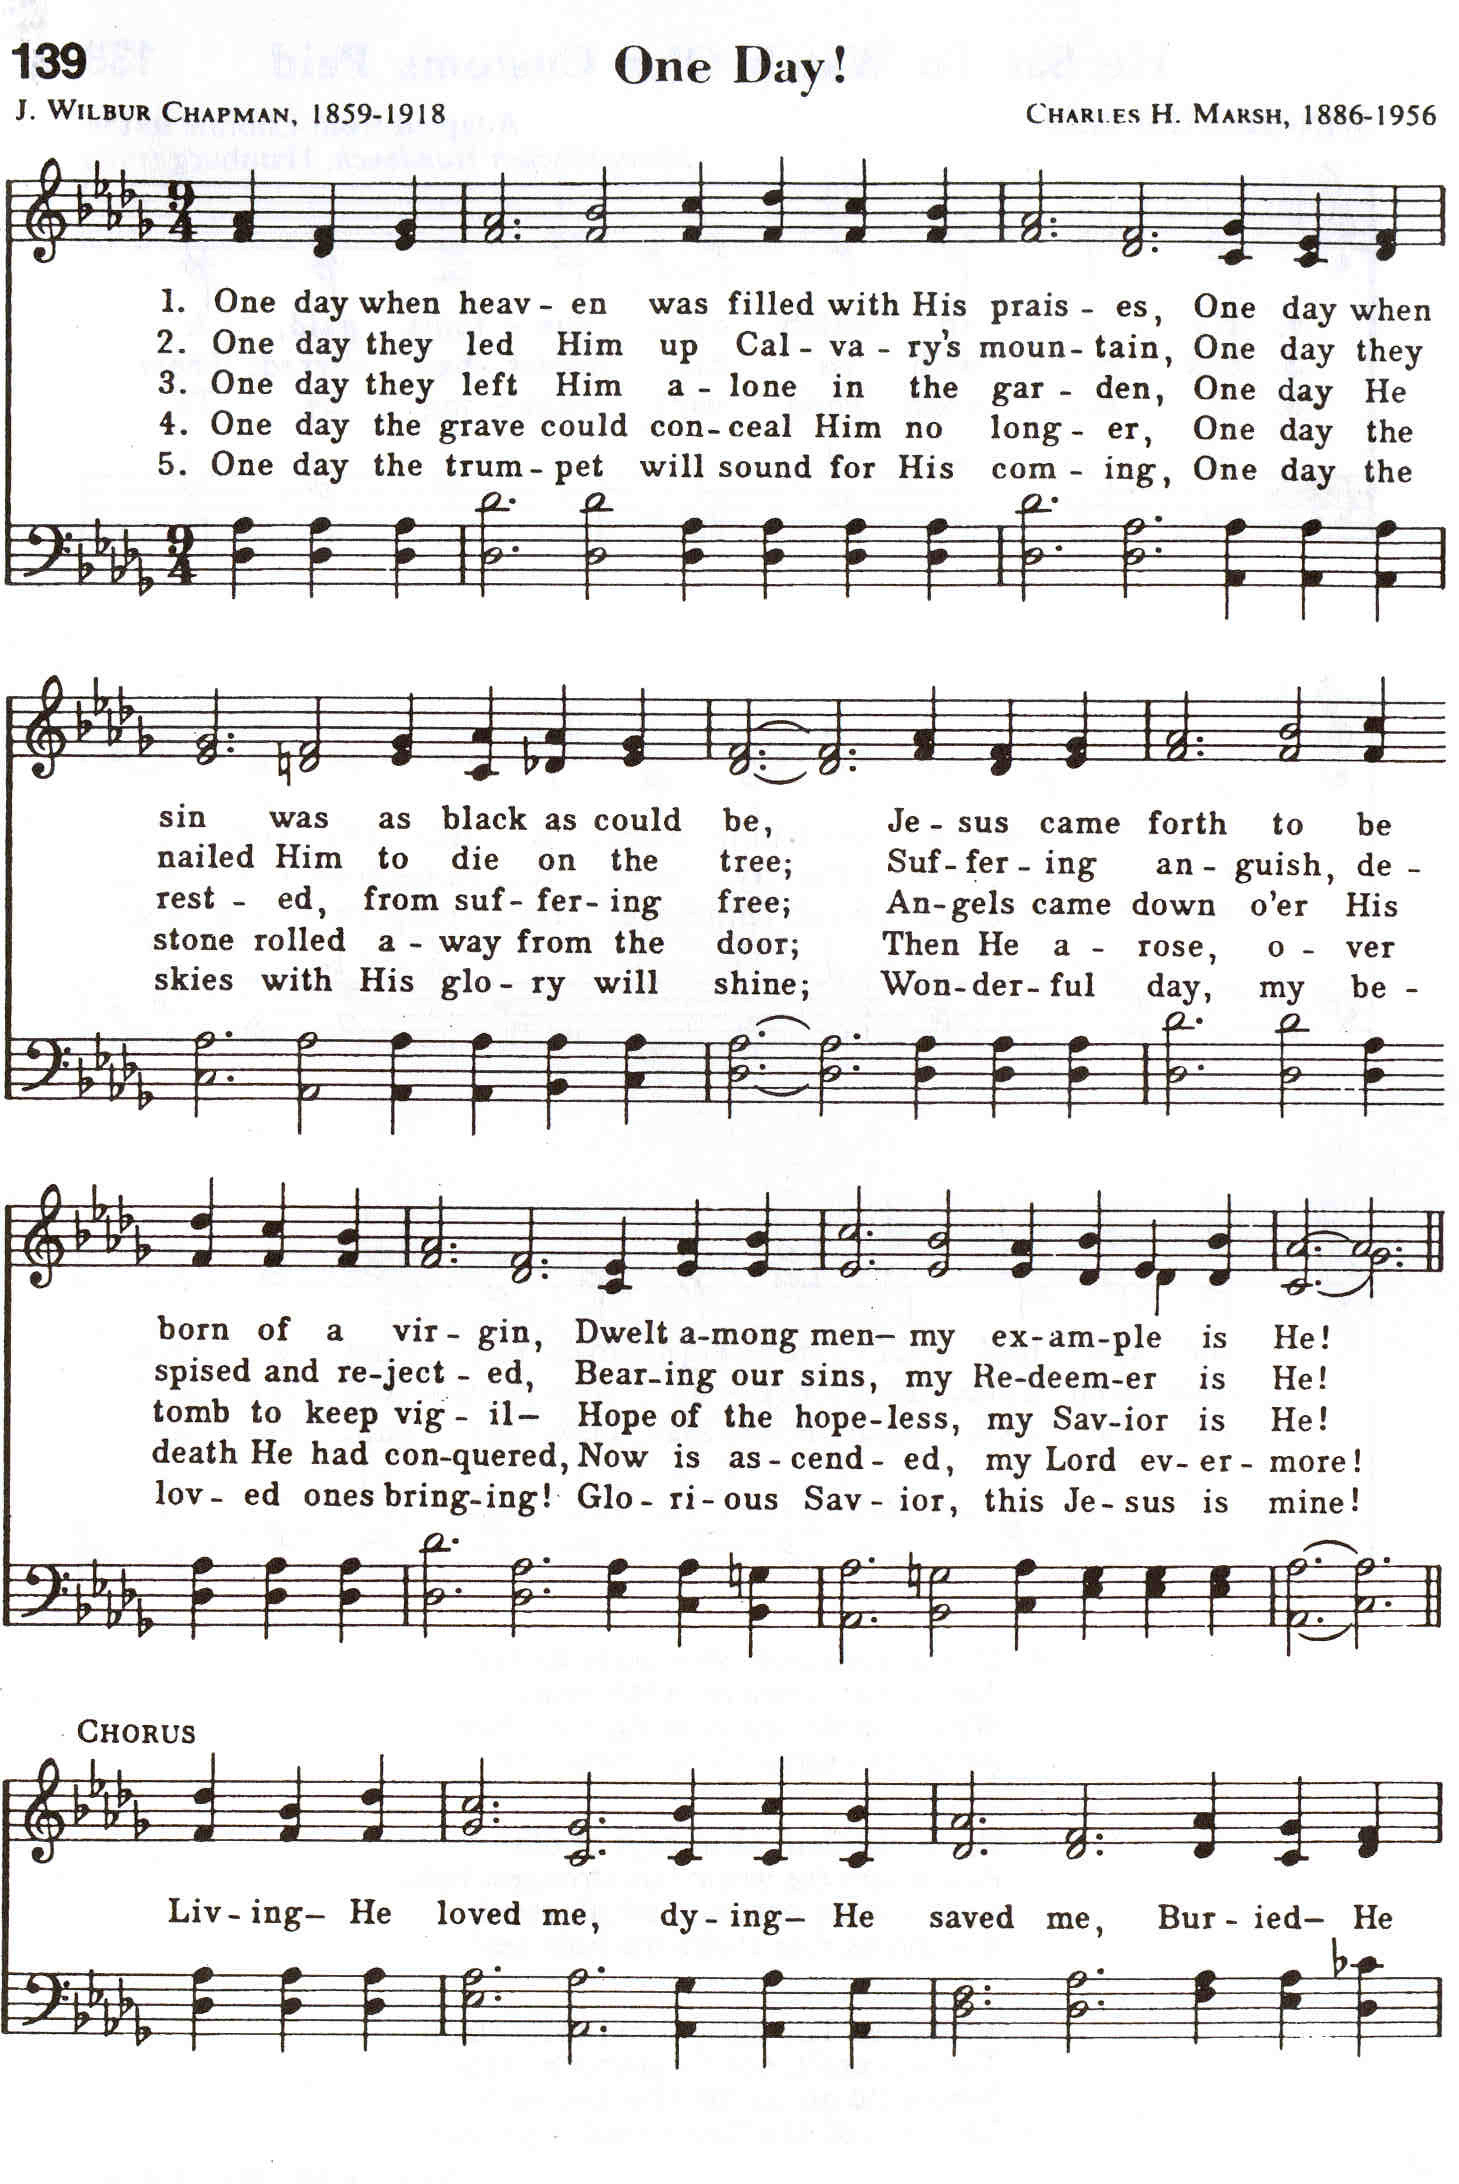 139
One Day!
J. WILBUR CHAPMAN, 1859-1918
CHARLES H. MARSH, 1886-1956
1. One day when heav - en was filled with His prais - es, One day when
2. One day they led Him up Cal - va - ry's moun - tain, One day they
3. One day they left Him a - lone in the gar - den, One day He
4. One day the grave could con - ceal Him no long - er, One day the
5. One day the trum - pet will sound for His com - ing, One day the
sin was as black as could be, Je - sus came forth to be
nailed Him to die on the tree; Suf - fer - ing an - guish, de -
rest - ed, from suf - fer - ing free; An - gels came down o'er His
stone rolled a - way from the door; Then He a - rose, o - ver
skies with His glo - ry will shine; Won - der - ful day, my be -
born of a vir - gin, Dwelt a - mong men— my ex - am - ple is He!
spised and re - ject - ed, Bear - ing our sins, my Re - deem - er is He!
tomb to keep vig - il— Hope of the hope - less, my Sav - ior is He!
death He had con - quered, Now is as - cend - ed, my Lord ev - er - more!
lov - ed ones bring - ing! Glo - ri - ous Sav - ior, this Je - sus is mine!
CHORUS
Liv - ing— He loved me, dy - ing— He saved me, Bur - ied— He